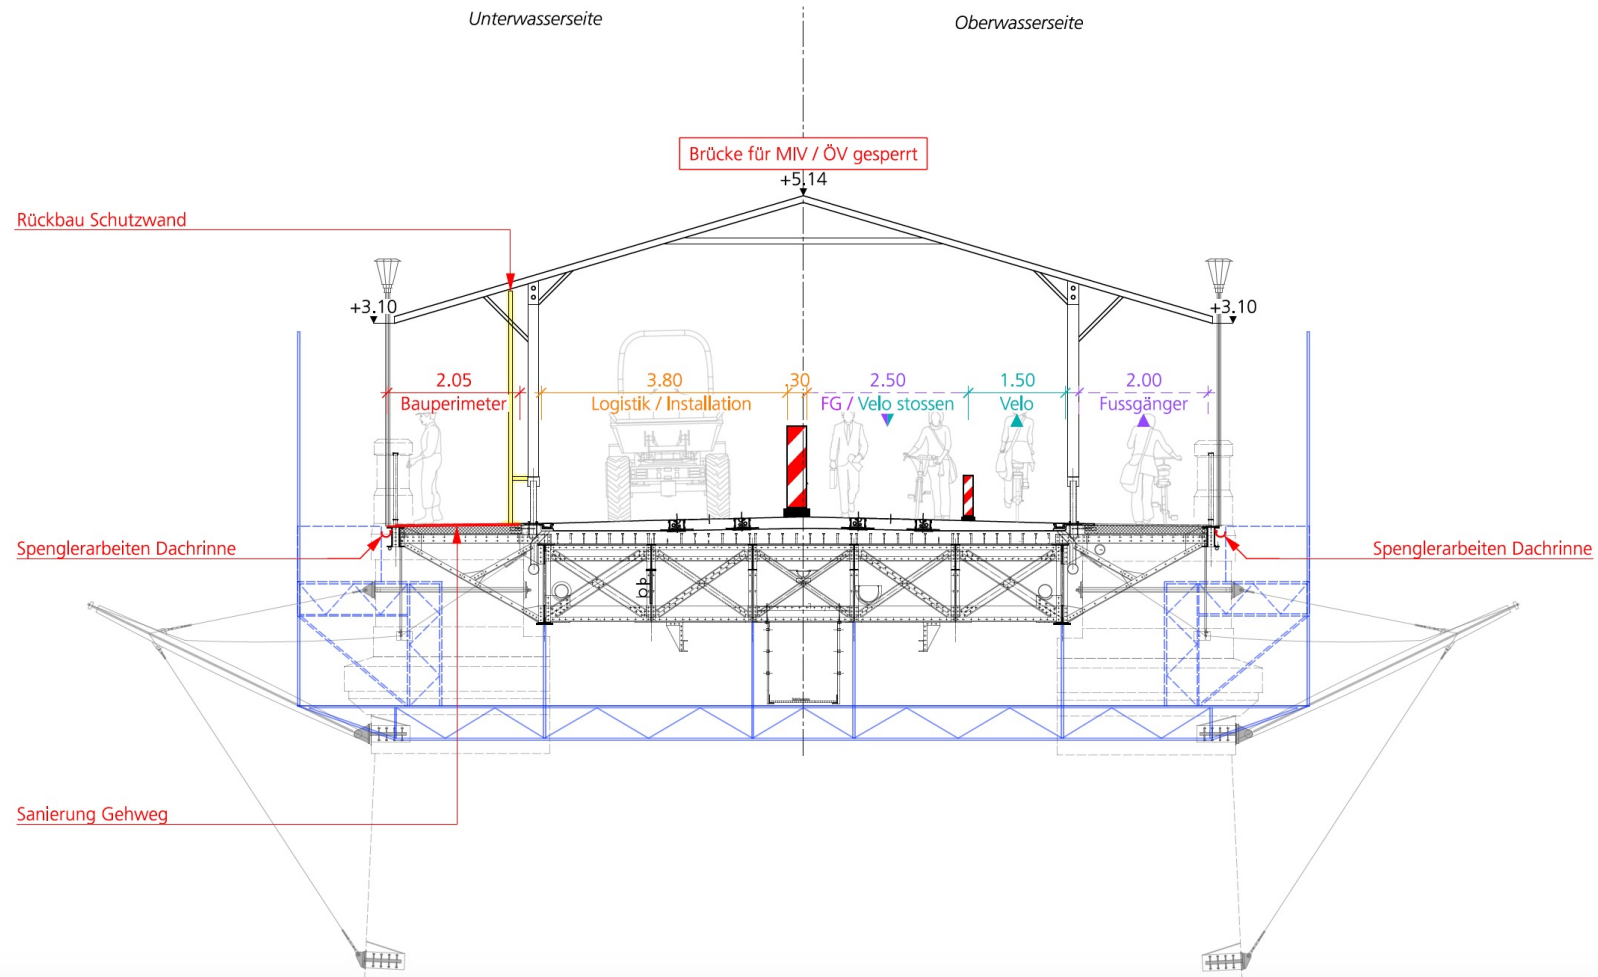 Unterwasserseite
Oberwasserseite
Brücke für MIV / ÖV gesperrt
+5.14
Rückbau Schutzwand
+3.10
+3.10
2.05
3.80
.30
2.50
1.50
2.00
Bauperimeter
Logistik / Installation
FG / Velo stossen
Velo
Fussgänger
Spenglerarbeiten Dachrinne
Spenglerarbeiten Dachrinne
Sanierung Gehweg